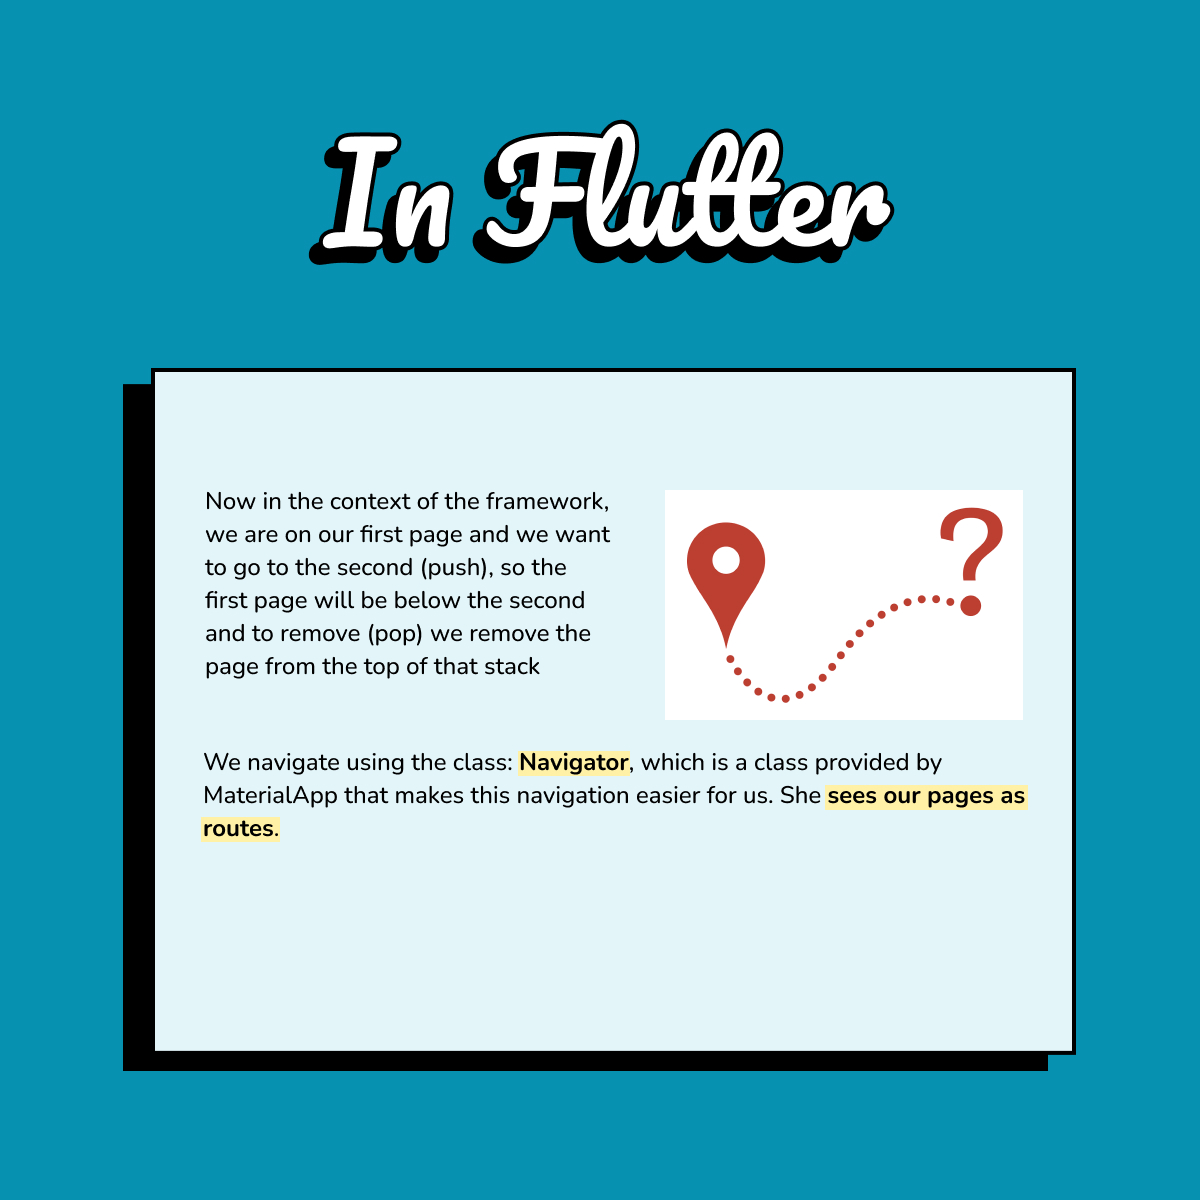 In Flutter
Now in the context of the framework,
we are on our first page and we want
to go to the second (push), so the
first page will be below the second
and to remove (pop) we remove the
page from the top of that stack
?
We navigate using the class: Navigator, which is a class provided by
MaterialApp that makes this navigation easier for us. She sees our pages as
routes.